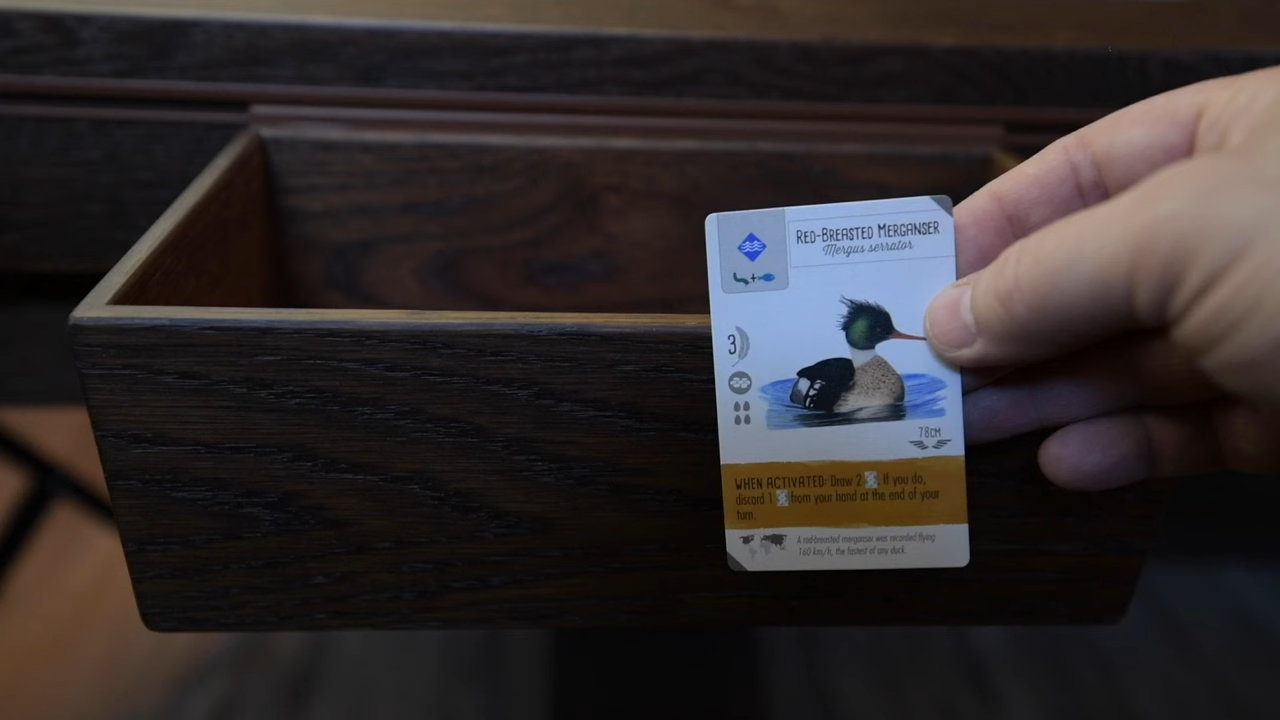 RED-BREASTED MERGANSER
Mergus serrator
+
3
78CM
WHEN ACTIVATED: Draw 2 . If you do,
discard 1 from your hand at the end of your
turn.
A red-breasted merganser was recorded flying
160 km/h, the fastest of any duck.